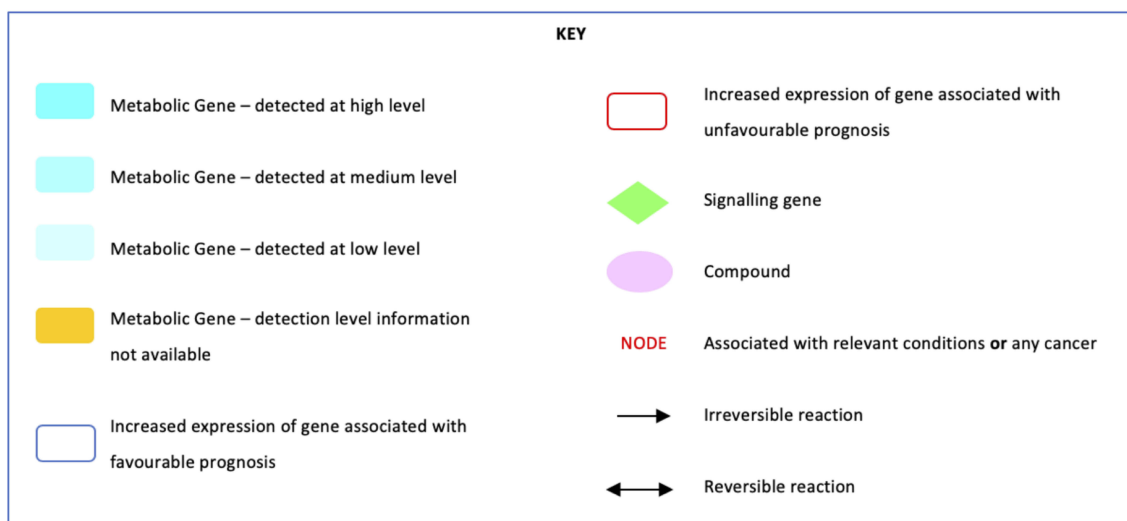 KEY
Metabolic Gene – detected at high level
Metabolic Gene – detected at medium level
Metabolic Gene – detected at low level
Metabolic Gene – detection level information
not available
Increased expression of gene associated with
favourable prognosis
Increased expression of gene associated with
unfavourable prognosis
Signalling gene
Compound
NODE Associated with relevant conditions or any cancer
Irreversible reaction
Reversible reaction